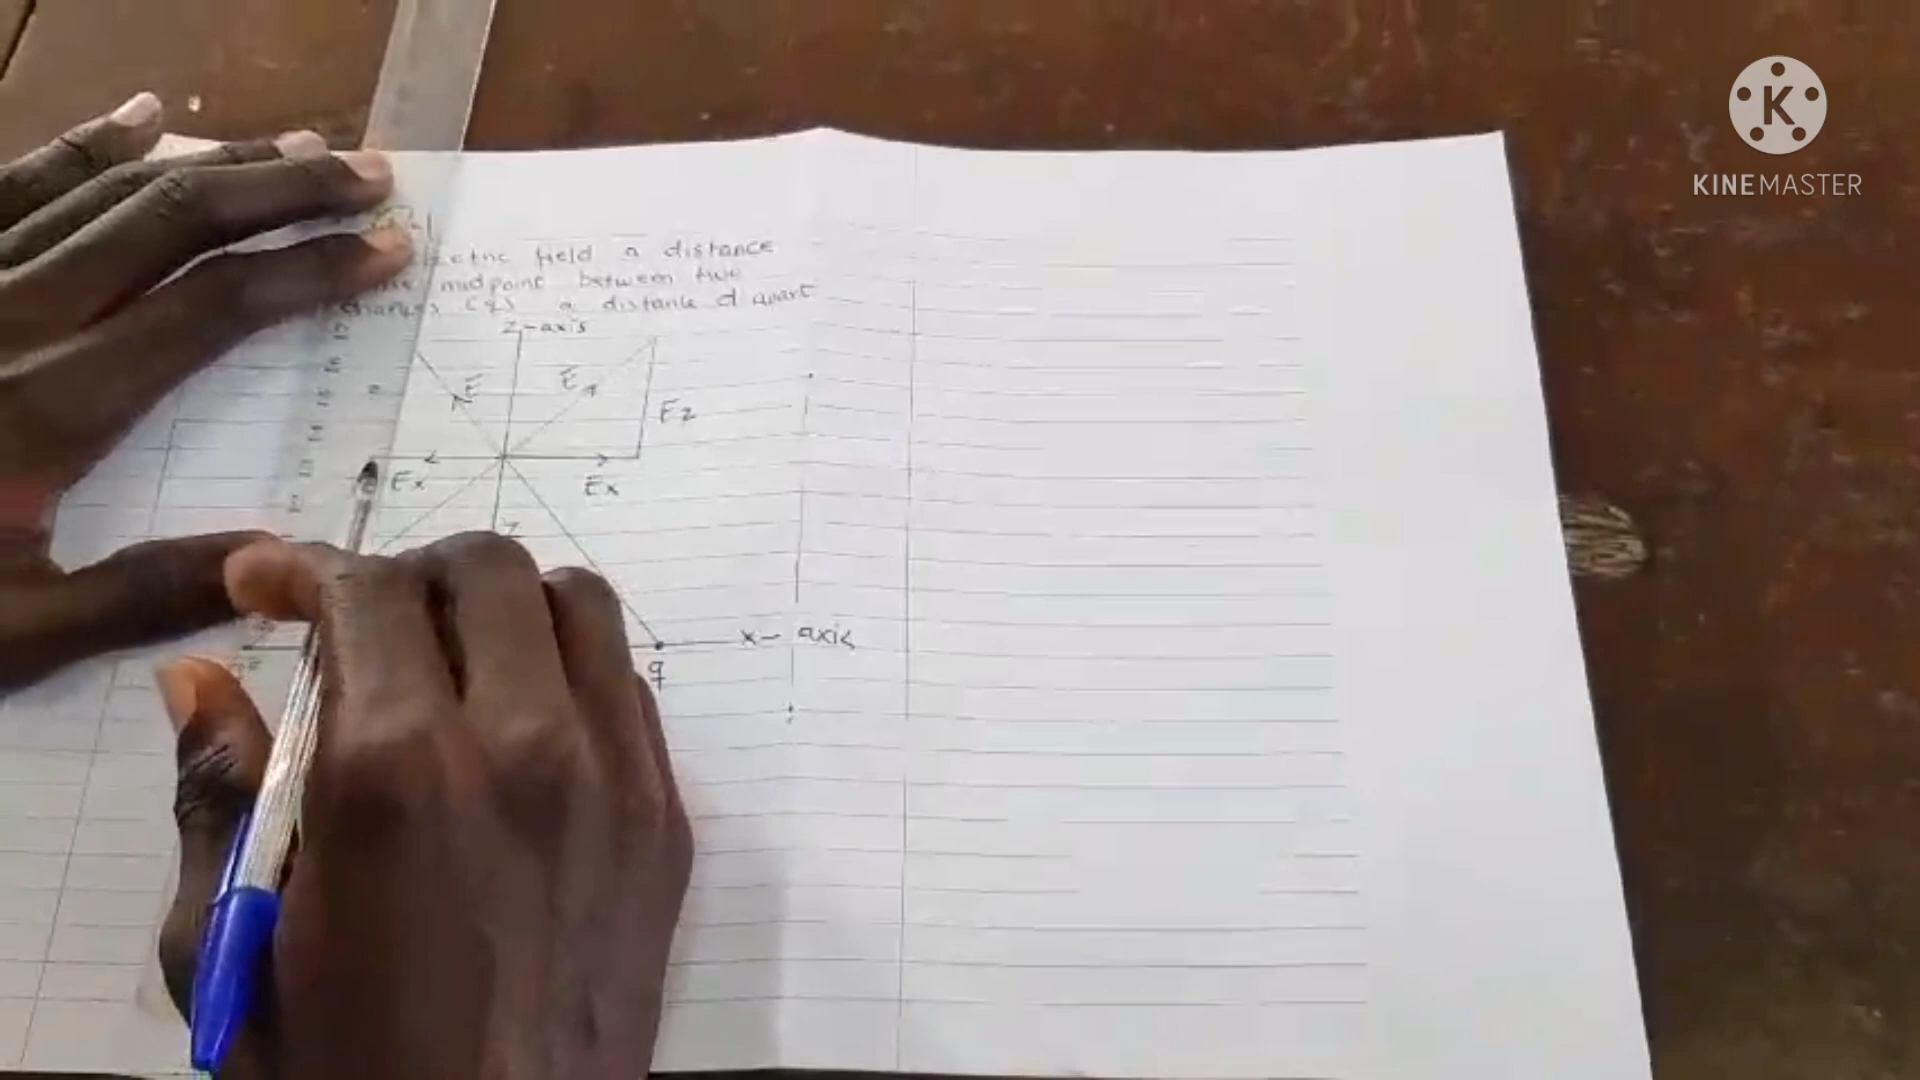 field a distance
midpoint between two
a distance d apart
Z-axis
E
E
Ez
Ex
Ex
Z
x- axis
q
K
KINEMASTER